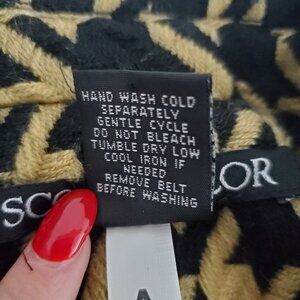 HAND WASH COLD
SEPARATELY
GENTLE CYCLE
DO NOT BLEACH
TUMBLE DRY LOW
COOL IRON IF
NEEDED
REMOVE BELT
BEFORE WASHING
SCO
LOR